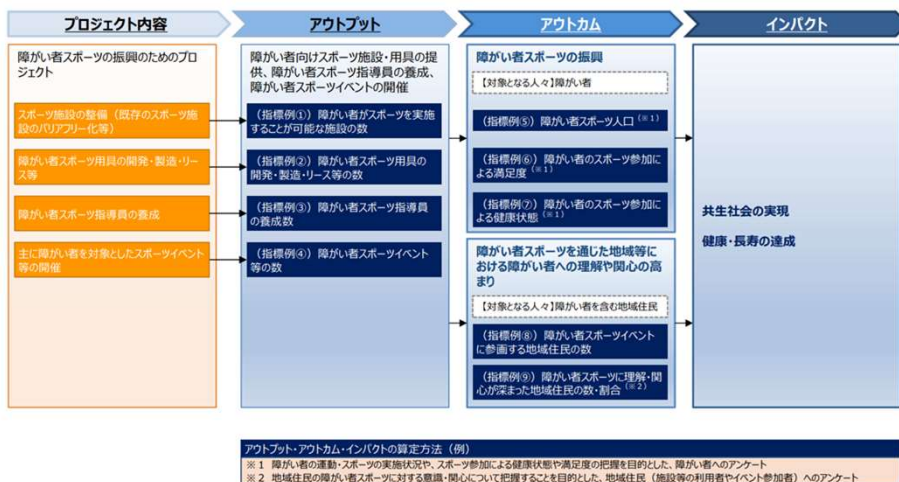 プロジェクト内容
アウトプット
アウトカム
インパクト
障がい者スポーツの振興のためのプロ
ジェクト
スポーツ施設の整備（既存のスポーツ施
設のバリアフリー化等）
障がい者スポーツ用具の開発・製造・リー
ス等
障がい者スポーツ指導員の養成
主に障がい者を対象としたスポーツイベント
等の開催
障がい者向けスポーツ施設・用具の提
供、障がい者スポーツ指導員の養成、
障がい者スポーツイベントの開催
（指標例①）障がい者がスポーツを実施
することが可能な施設の数
（指標例②）障がい者スポーツ用具の
開発・製造・リース等の数
（指標例③）障がい者スポーツ指導員
の養成数
（指標例④）障がい者スポーツイベント
等の数
障がい者スポーツの振興
【対象となる人々】障がい者
（指標例⑤）障がい者スポーツ人口（※1）
（指標例⑥）障がい者のスポーツ参加に
よる満足度（※1）
（指標例⑦）障がい者のスポーツ参加に
よる健康状態（※1）
障がい者スポーツを通じた地域等に
おける障がい者への理解や関心の高
まり
【対象となる人々】障がい者を含む地域住民
（指標例⑧）障がい者スポーツイベント
に参画する地域住民の数
（指標例⑨）障がい者スポーツに理解・関
心が深まった地域住民の数・割合（※2）
共生社会の実現
健康・長寿の達成
アウトプット・アウトカム・インパクトの算定方法（例）
※1 障がい者の運動・スポーツの実施状況や、スポーツ参加による健康状態や満足度の把握を目的とした、障がい者へのアンケート
※2 地域住民の障がい者スポーツに対する意識・関心について把握することを目的とした、地域住民（施設等の利用者やイベント参加者）へのアンケート